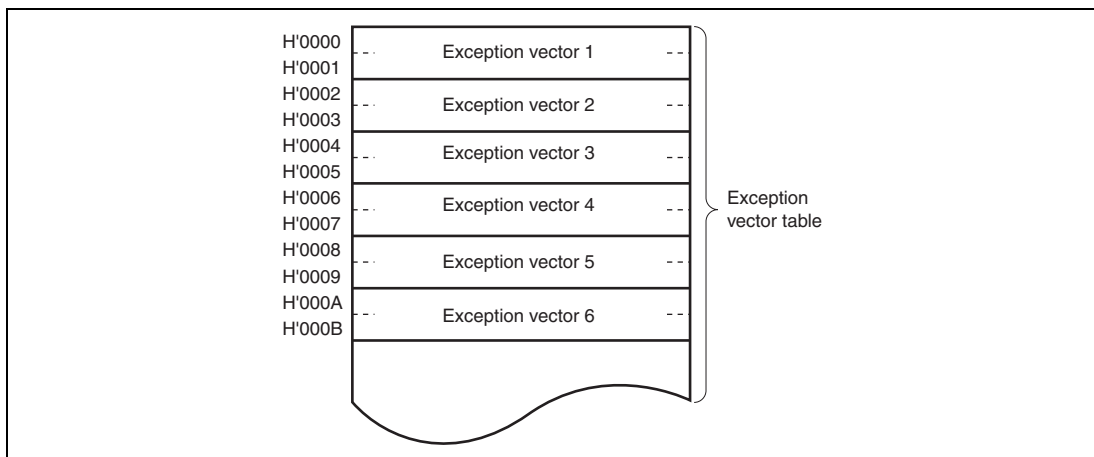 H'0000
Exception vector 1
H'0001
H'0002
Exception vector 2
H'0003
H'0004
Exception vector 3
H'0005
H'0006
Exception vector 4
H'0007
H'0008
Exception vector 5
H'0009
H'000A
Exception vector 6
H'000B
Exception
vector table